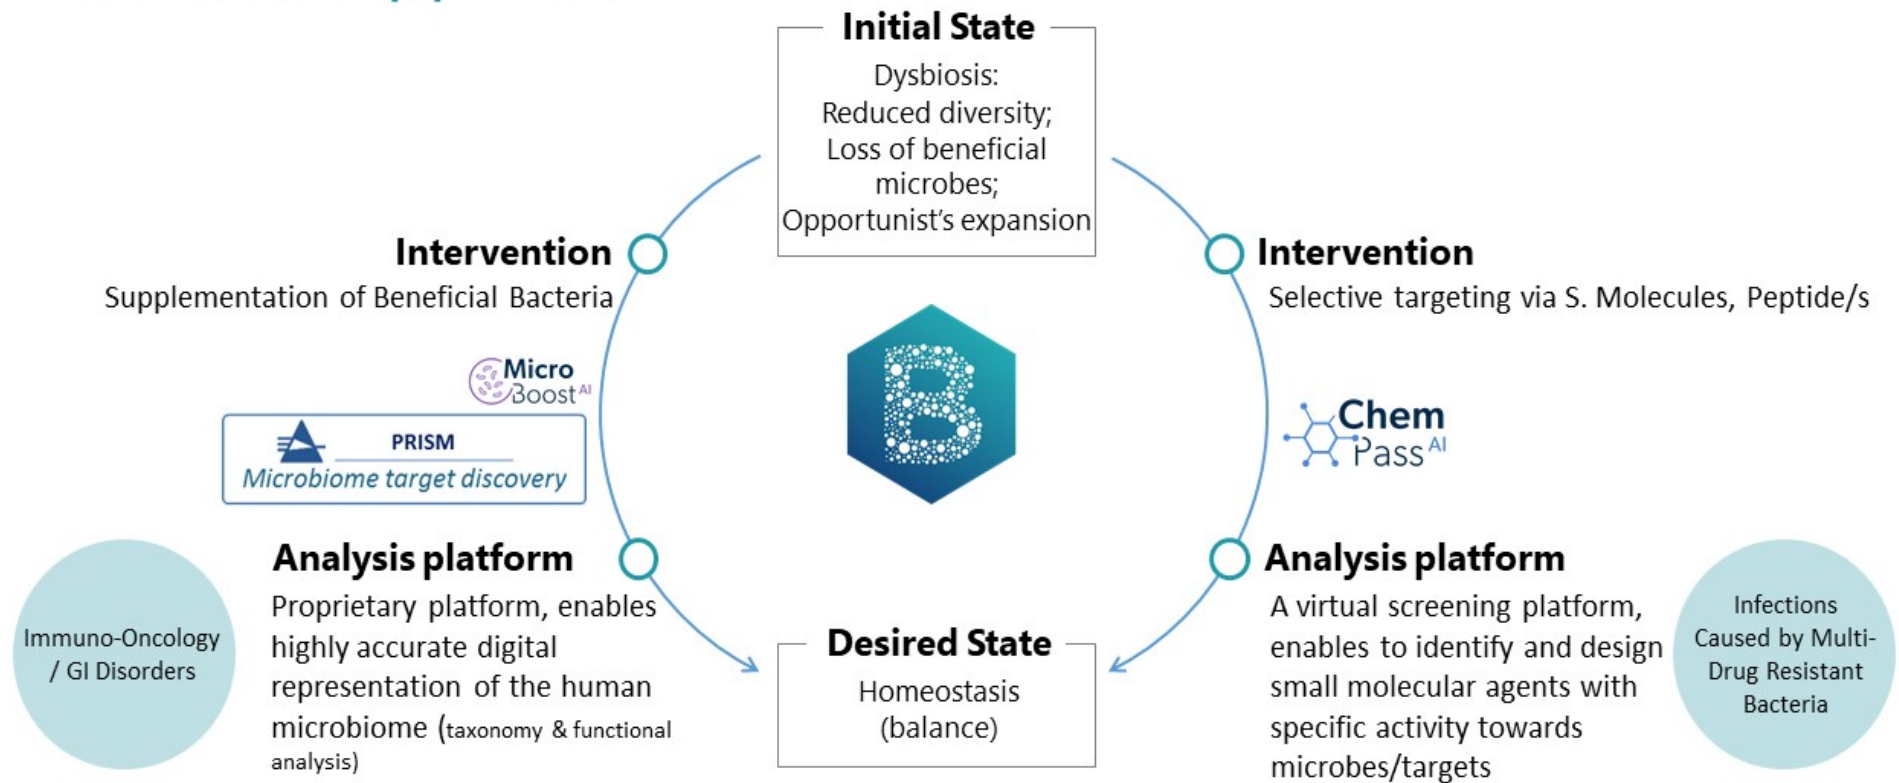 Initial State
Dysbiosis:
Reduced diversity;
Loss of beneficial
microbes;
Opportunist's expansion
Intervention
Supplementation of Beneficial Bacteria
Micro
Boost AI
PRISM
Microbiome target discovery
Analysis platform
Proprietary platform, enables
highly accurate digital
representation of the human
microbiome (taxonomy & functional
analysis)
Immuno-Oncology
/ GI Disorders
B
Intervention
Selective targeting via S. Molecules, Peptide/s
Chem
Pass AI
Analysis platform
A virtual screening platform,
enables to identify and design
small molecular agents with
specific activity towards
microbes/targets
Infections
Caused by Multi-
Drug Resistant
Bacteria
Desired State
Homeostasis
(balance)